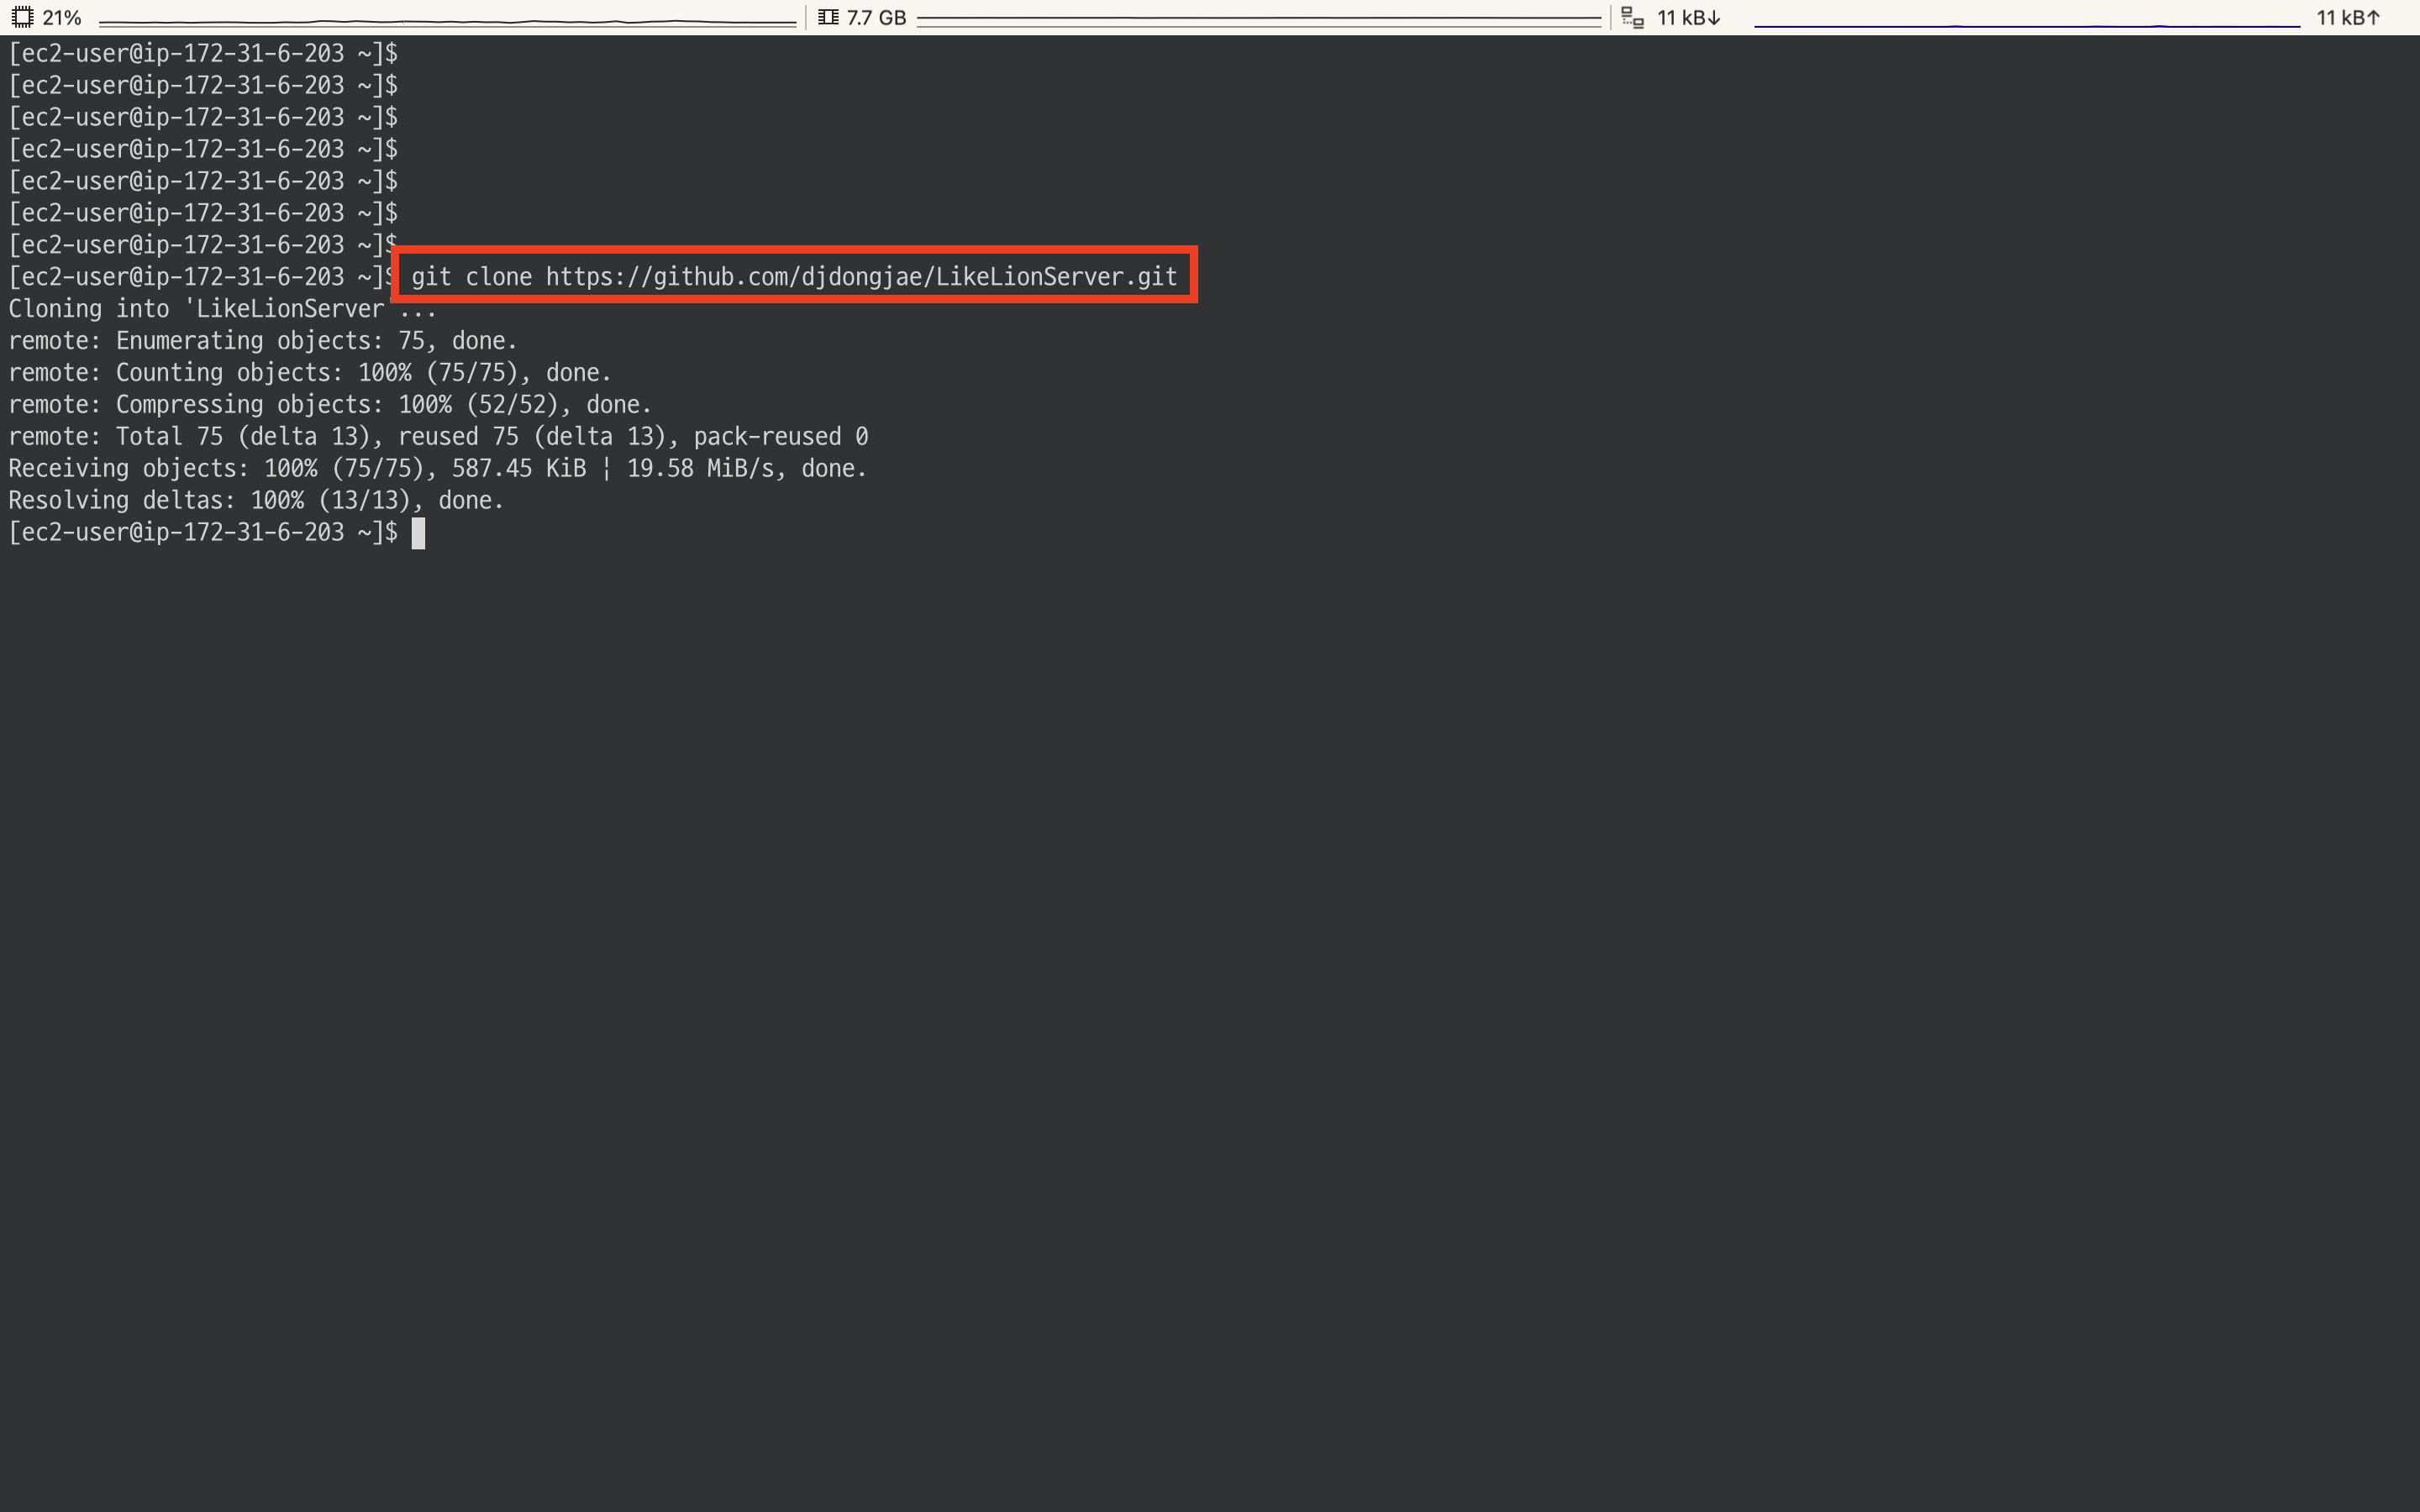 21% 7.7 GB 11 kB↓ 11 kB↑
[ec2-user@ip-172-31-6-203 ~]$
[ec2-user@ip-172-31-6-203 ~]$
[ec2-user@ip-172-31-6-203 ~]$
[ec2-user@ip-172-31-6-203 ~]$
[ec2-user@ip-172-31-6-203 ~]$
[ec2-user@ip-172-31-6-203 ~]$
[ec2-user@ip-172-31-6-203 ~]$
[ec2-user@ip-172-31-6-203 ~]$ git clone https://github.com/djdongjae/LikeLionServer.git
Cloning into 'LikeLionServer'...
remote: Enumerating objects: 75, done.
remote: Counting objects: 100% (75/75), done.
remote: Compressing objects: 100% (52/52), done.
remote: Total 75 (delta 13), reused 75 (delta 13), pack-reused 0
Receiving objects: 100% (75/75), 587.45 KiB ¦ 19.58 MiB/s, done.
Resolving deltas: 100% (13/13), done.
[ec2-user@ip-172-31-6-203 ~]$